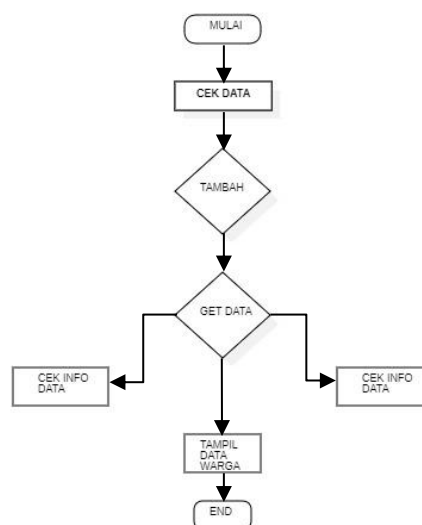 MULAI
CEK DATA
TAMBAH
GET DATA
CEK INFO
DATA
CEK INFO
DATA
TAMPIL
DATA
WARGA
END